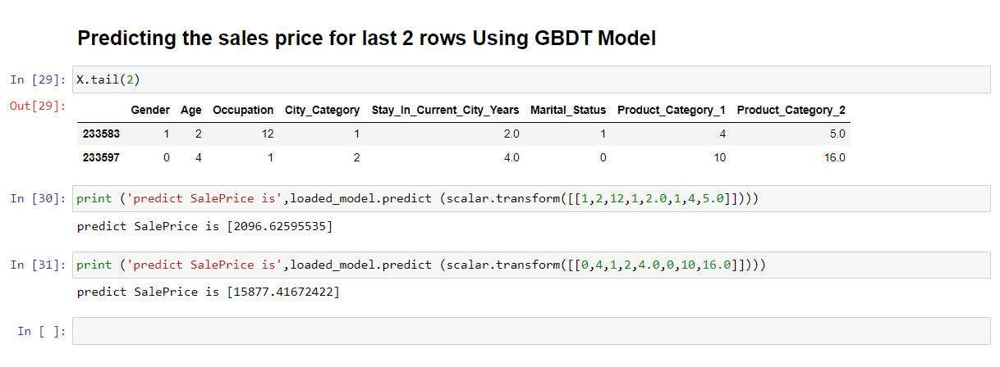 Predicting the sales price for last 2 rows Using GBDT Model
In [29]: X.tail(2)
Out[29]:
Gender Age Occupation City_Category Stay_In_Current_City_Years Marital_Status Product_Category_1 Product_Category_2
233583 1 2 12 1 2.0 1 4 5.0
233597 0 4 1 2 4.0 0 10 16.0
In [30]: print ('predict SalePrice is',loaded_model.predict (scalar.transform([[1,2,12,1,2.0,1,4,5.0]])))
predict SalePrice is [2096.62595535]
In [31]: print ('predict SalePrice is',loaded_model.predict (scalar.transform([[0,4,1,2,4.0,0,10,16.0]])))
predict SalePrice is [15877.41672422]
In [ ]: